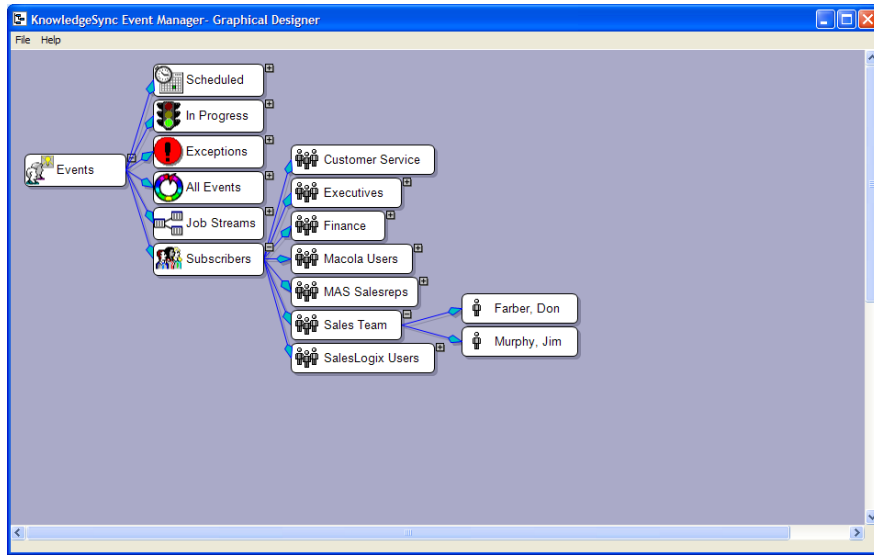 KnowledgeSync Event Manager- Graphical Designer
File Help
Scheduled
In Progress
Exceptions
Events
All Events
Job Streams
Subscribers
Customer Service
Executives
Finance
Macola Users
MAS Salesreps
Sales Team
SalesLogix Users
Farber, Don
Murphy, Jim